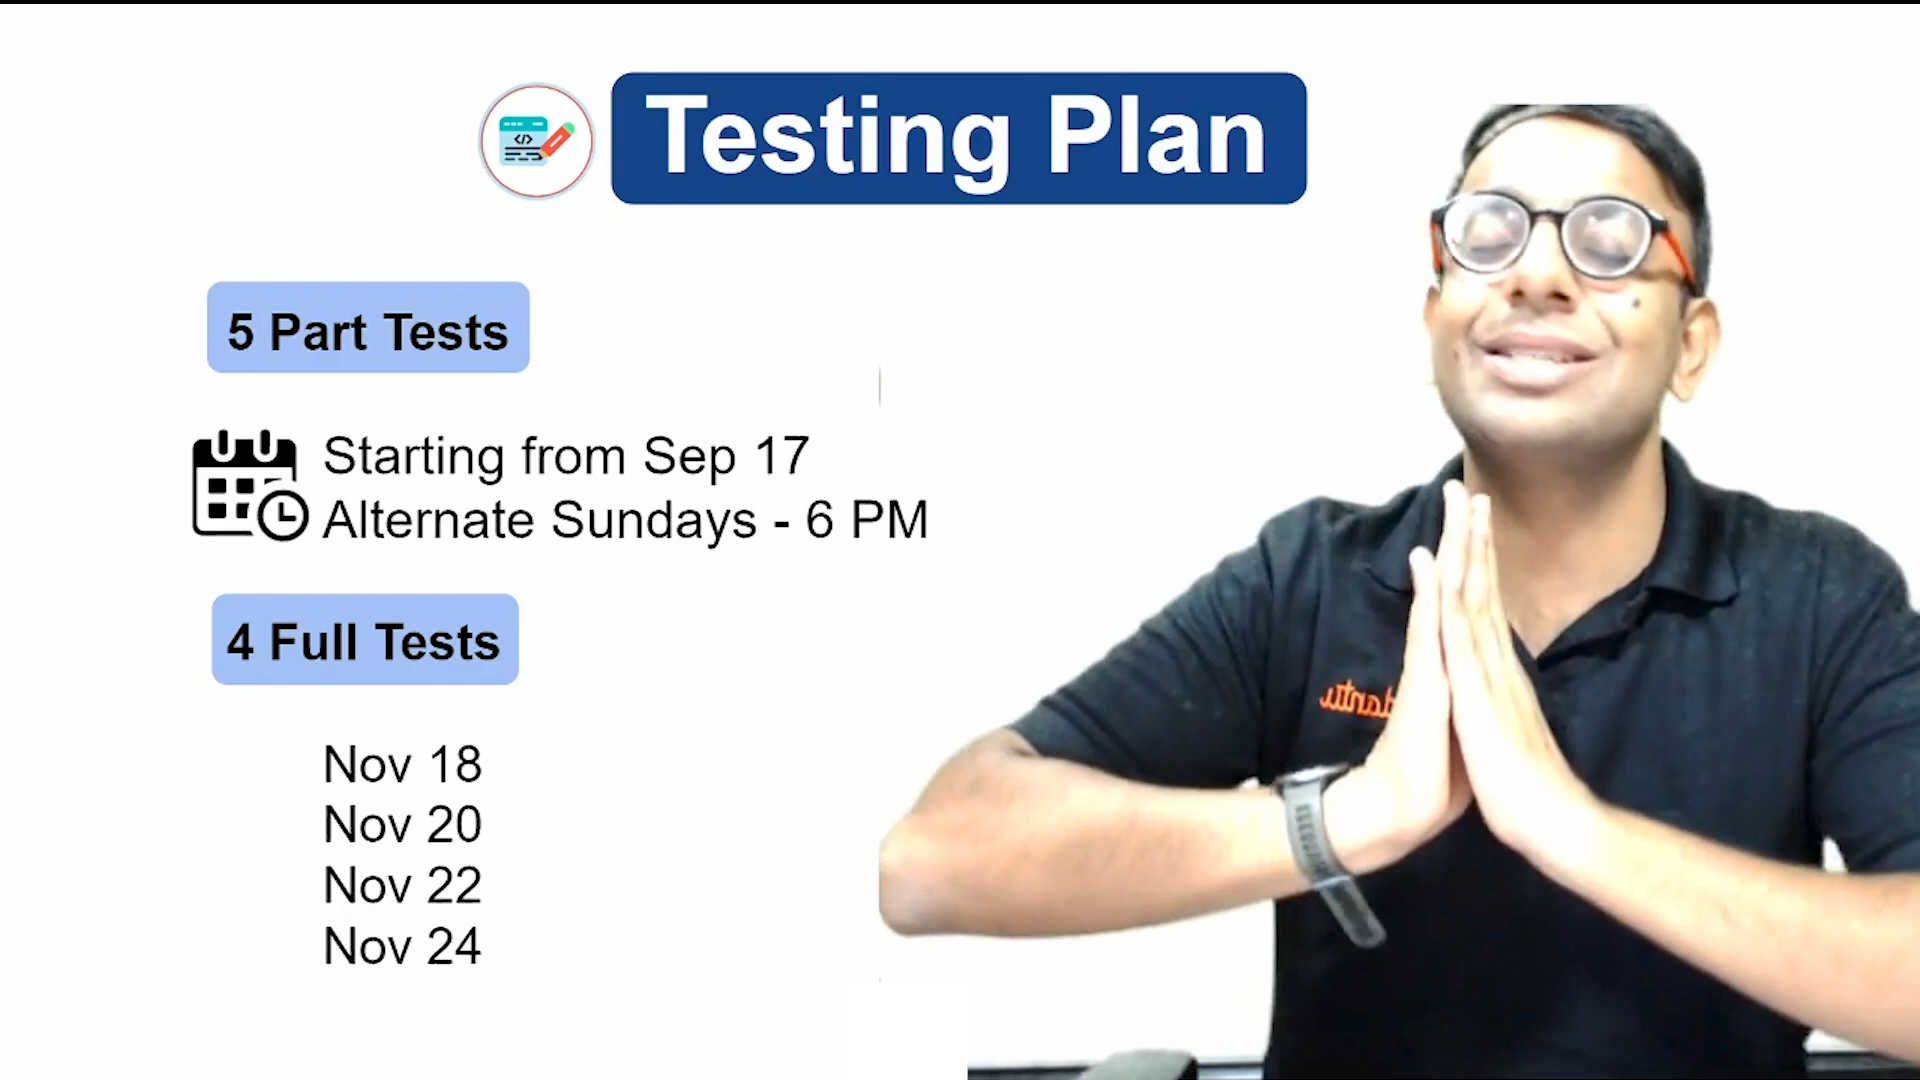 Testing Plan
5 Part Tests
Starting from Sep 17
Alternate Sundays - 6 PM
4 Full Tests
Nov 18
Nov 20
Nov 22
Nov 24